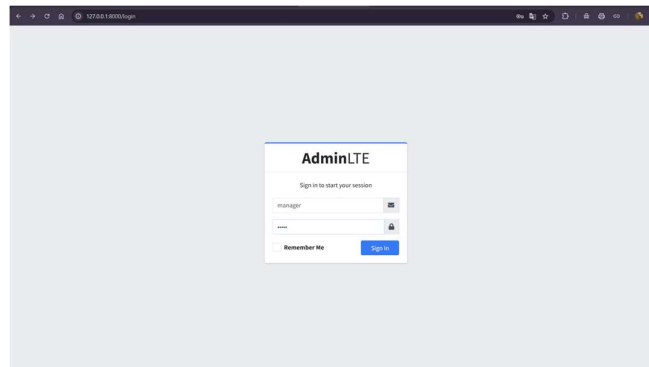 127.0.0.1:8000/login
AdminLTE
Sign in to start your session
manager
•••••
Remember Me
Sign In